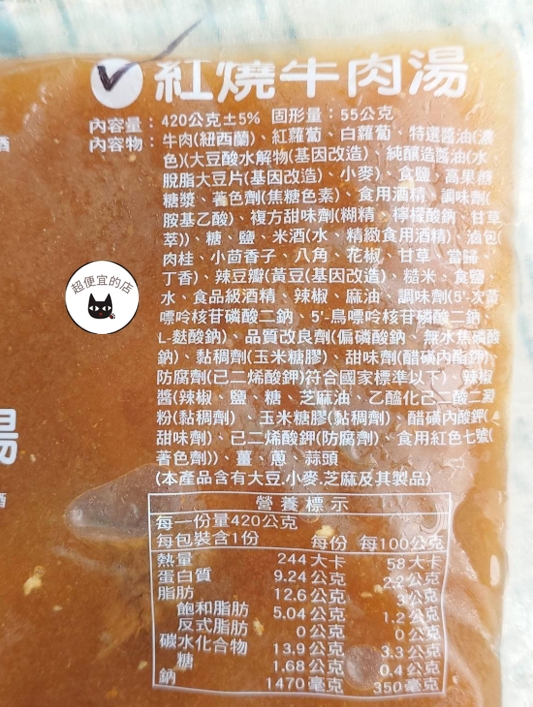 紅燒牛肉湯
內容量：420公克±5% 固形量：55公克
內容物：牛肉(紐西蘭)、紅蘿蔔、白蘿蔔、特選醬油(濃
色)(大豆酸水解物(基因改造)、純釀造醬油(水、
脫脂大豆片(基因改造)、小麥)、食鹽、高果糖
糖漿、著色劑(焦糖色素)、食用酒精、調味劑(
胺基乙酸)、複方甜味劑(糊精、檸檬酸鈉、甘草
萃))、糖、鹽、米酒(水、精緻食用酒精)、滷包(
肉桂、小茴香子、八角、花椒、甘草、當歸、
丁香)、辣豆瓣(黃豆(基因改造)、糙米、食鹽、
水、食品級酒精、辣椒、麻油、調味劑(5'-次黃
嘌呤核苷磷酸二鈉、5'-鳥嘌呤核苷磷酸二鈉、
L-麩酸鈉)、品質改良劑(偏磷酸鈉、無水焦磷酸
鈉)、黏稠劑(玉米糖膠)、甜味劑(醋磺內酯鉀)、
防腐劑(己二烯酸鉀)符合國家標準以下)、辣椒
醬(辣椒、鹽、糖、芝麻油、乙醯化己二酸二澱
粉(黏稠劑)、玉米糖膠(黏稠劑)、醋磺內酸鉀(
甜味劑)、己二烯酸鉀(防腐劑)、食用紅色七號(
著色劑))、薑、蔥、蒜頭
(本產品含有大豆.小麥.芝麻及其製品)
超便宜的店
營養標示
每一份量420公克
每包裝含1份 每份 每100公克
熱量 244大卡 58大卡
蛋白質 9.24公克 2.2公克
脂肪 12.6公克 3公克
飽和脂肪 5.04公克 1.2公克
反式脂肪 0公克 0公克
碳水化合物 13.9公克 3.3公克
糖 1.68公克 0.4公克
鈉 1470毫克 350毫克
湯
酒
酒